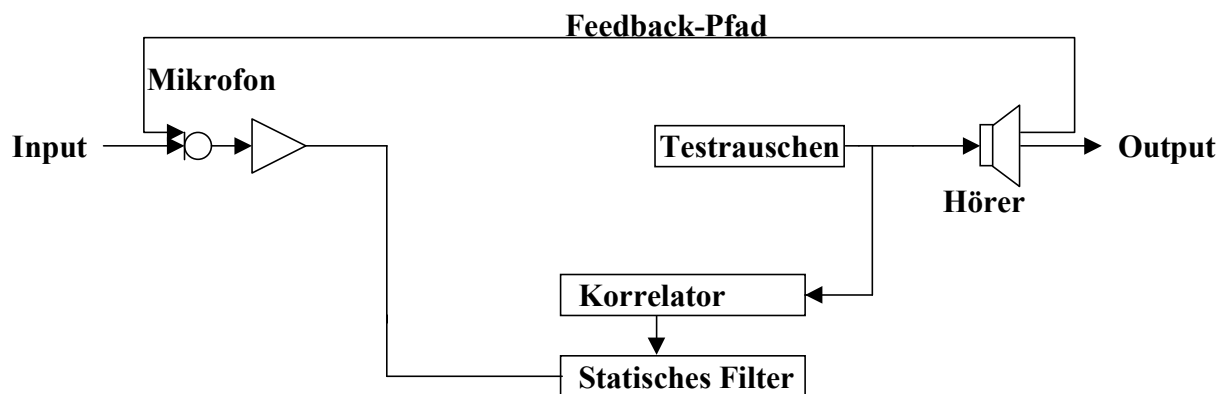 Feedback-Pfad
Mikrofon
Input
Testrauschen
Output
Hörer
Korrelator
Statisches Filter